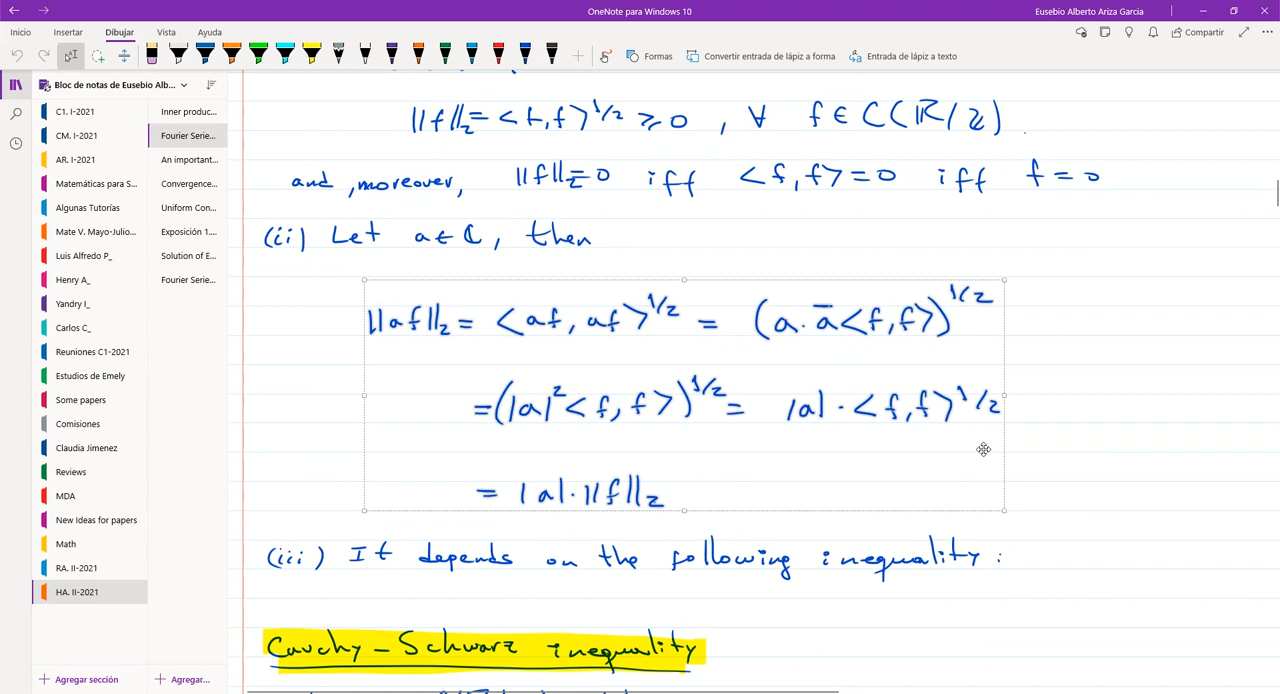 OneNote para Windows 10
Eusebio Alberto Ariza Garcia
Inicio Insertar Dibujar Vista Ayuda
Compartir
Formas Convertir entrada de lápiz a forma Entrada de lápiz a texto
Bloc de notas de Eusebio Alb...
C1. I-2021
CM. I-2021
AR. I-2021
Matemáticas para S...
Algunas Tutorías
Mate V. Mayo-Julio...
Luis Alfredo P_
Henry A_
Yandry I_
Carlos C_
Reuniones C1-2021
Estudios de Emely
Some papers
Comisiones
Claudia Jimenez
Reviews
MDA
New Ideas for papers
Math
RA. II-2021
HA. II-2021
Agregar sección
Inner produc...
Fourier Serie...
An important...
Convergence...
Uniform Con...
Exposición 1...
Solution of E...
Fourier Serie...
Agregar...
||f||₂ = <f,f>^1/2 ≥ 0 , ∀ f ∈ C(ℝ/ℤ).
and, moreover, ||f||₂ = 0 iff <f,f> = 0 iff f = 0
(ii) Let a ∈ ℂ, then
||af||₂ = <af, af>^1/2 = (a·ā<f,f>)^1/2
= (|a|²<f,f>)^1/2 = |a|·<f,f>^1/2
= |a|·||f||₂
(iii) It depends on the following inequality:
Cauchy-Schwarz inequality